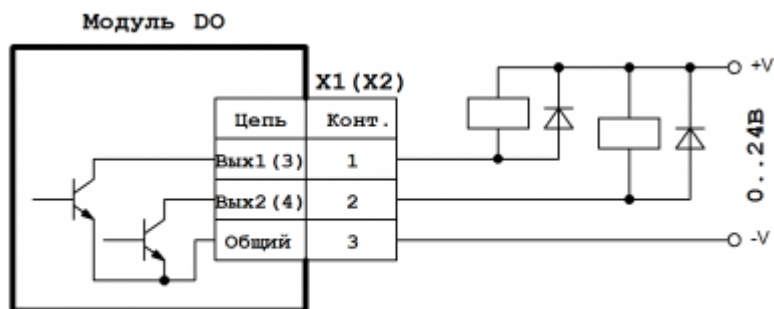 Модуль DO
X1(X2)
Цепь Конт.
Вых1(3) 1
Вых2(4) 2
Общий 3
+V
0..24В
-V